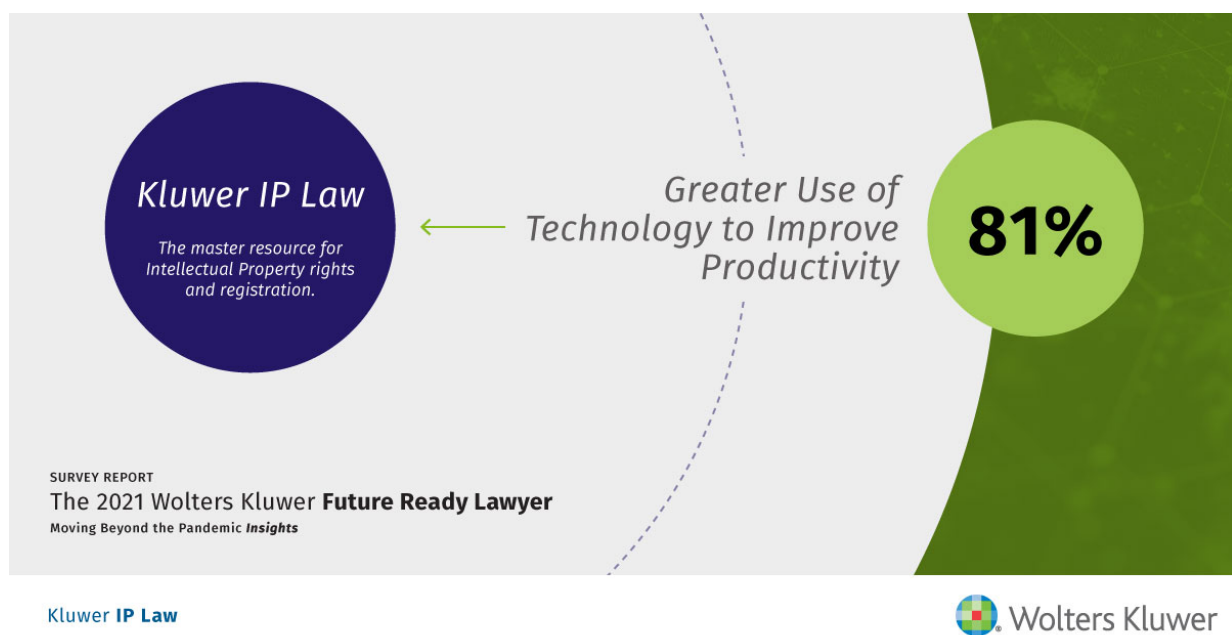 Kluwer IP Law
The master resource for
Intellectual Property rights
and registration.
Greater Use of
Technology to Improve
Productivity
81%
SURVEY REPORT
The 2021 Wolters Kluwer Future Ready Lawyer
Moving Beyond the Pandemic Insights
Kluwer IP Law
Wolters Kluwer